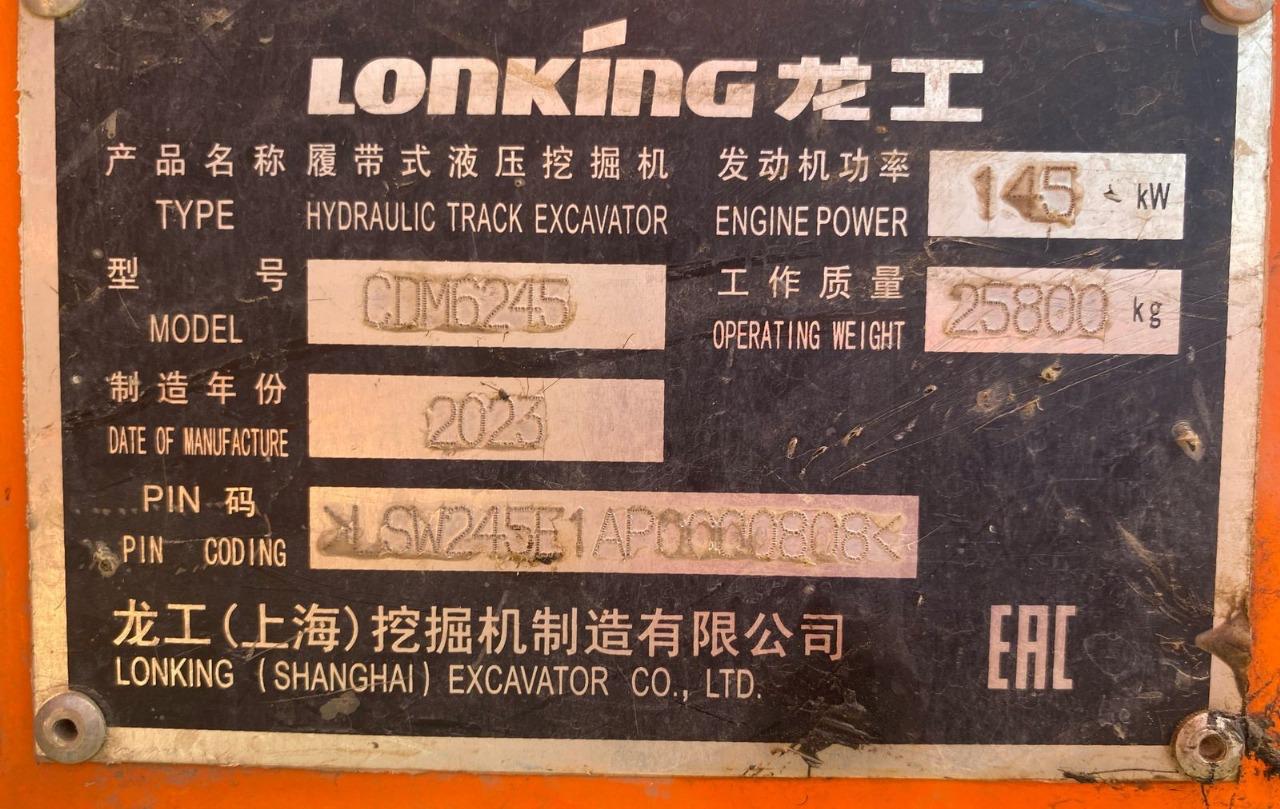 LONKING 龙工
产品名称 履带式液压挖掘机 发动机功率 145 kW
TYPE HYDRAULIC TRACK EXCAVATOR ENGINE POWER
型号 CDM6245 工作质量 25800 kg
MODEL OPERATING WEIGHT
制造年份 2023
DATE OF MANUFACTURE
PIN 码 >LSW245E1AP0000808<
PIN CODING
龙工(上海)挖掘机制造有限公司
LONKING (SHANGHAI) EXCAVATOR CO., LTD.
EAC